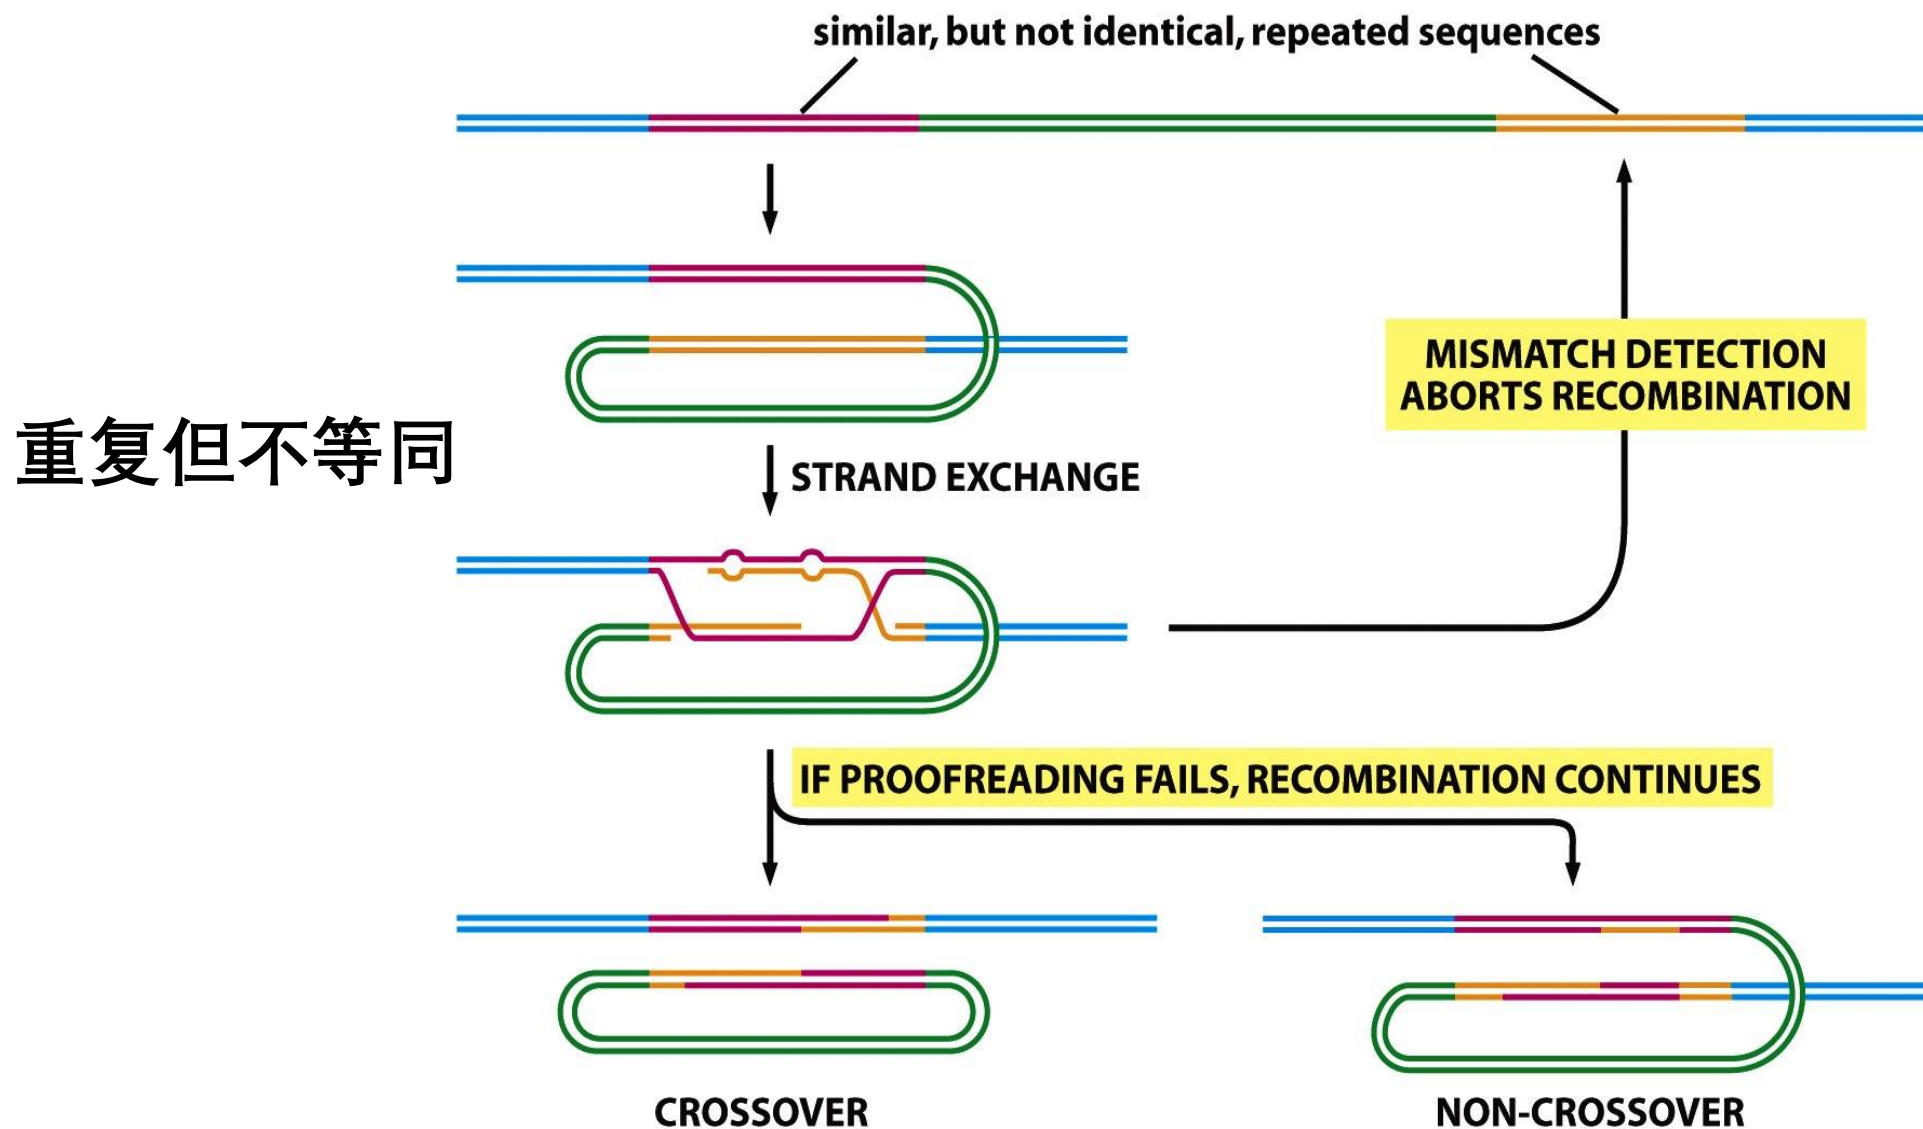 similar, but not identical, repeated sequences
MISMATCH DETECTION
ABORTS RECOMBINATION
重复但不等同
STRAND EXCHANGE
IF PROOFREADING FAILS, RECOMBINATION CONTINUES
CROSSOVER
NON-CROSSOVER